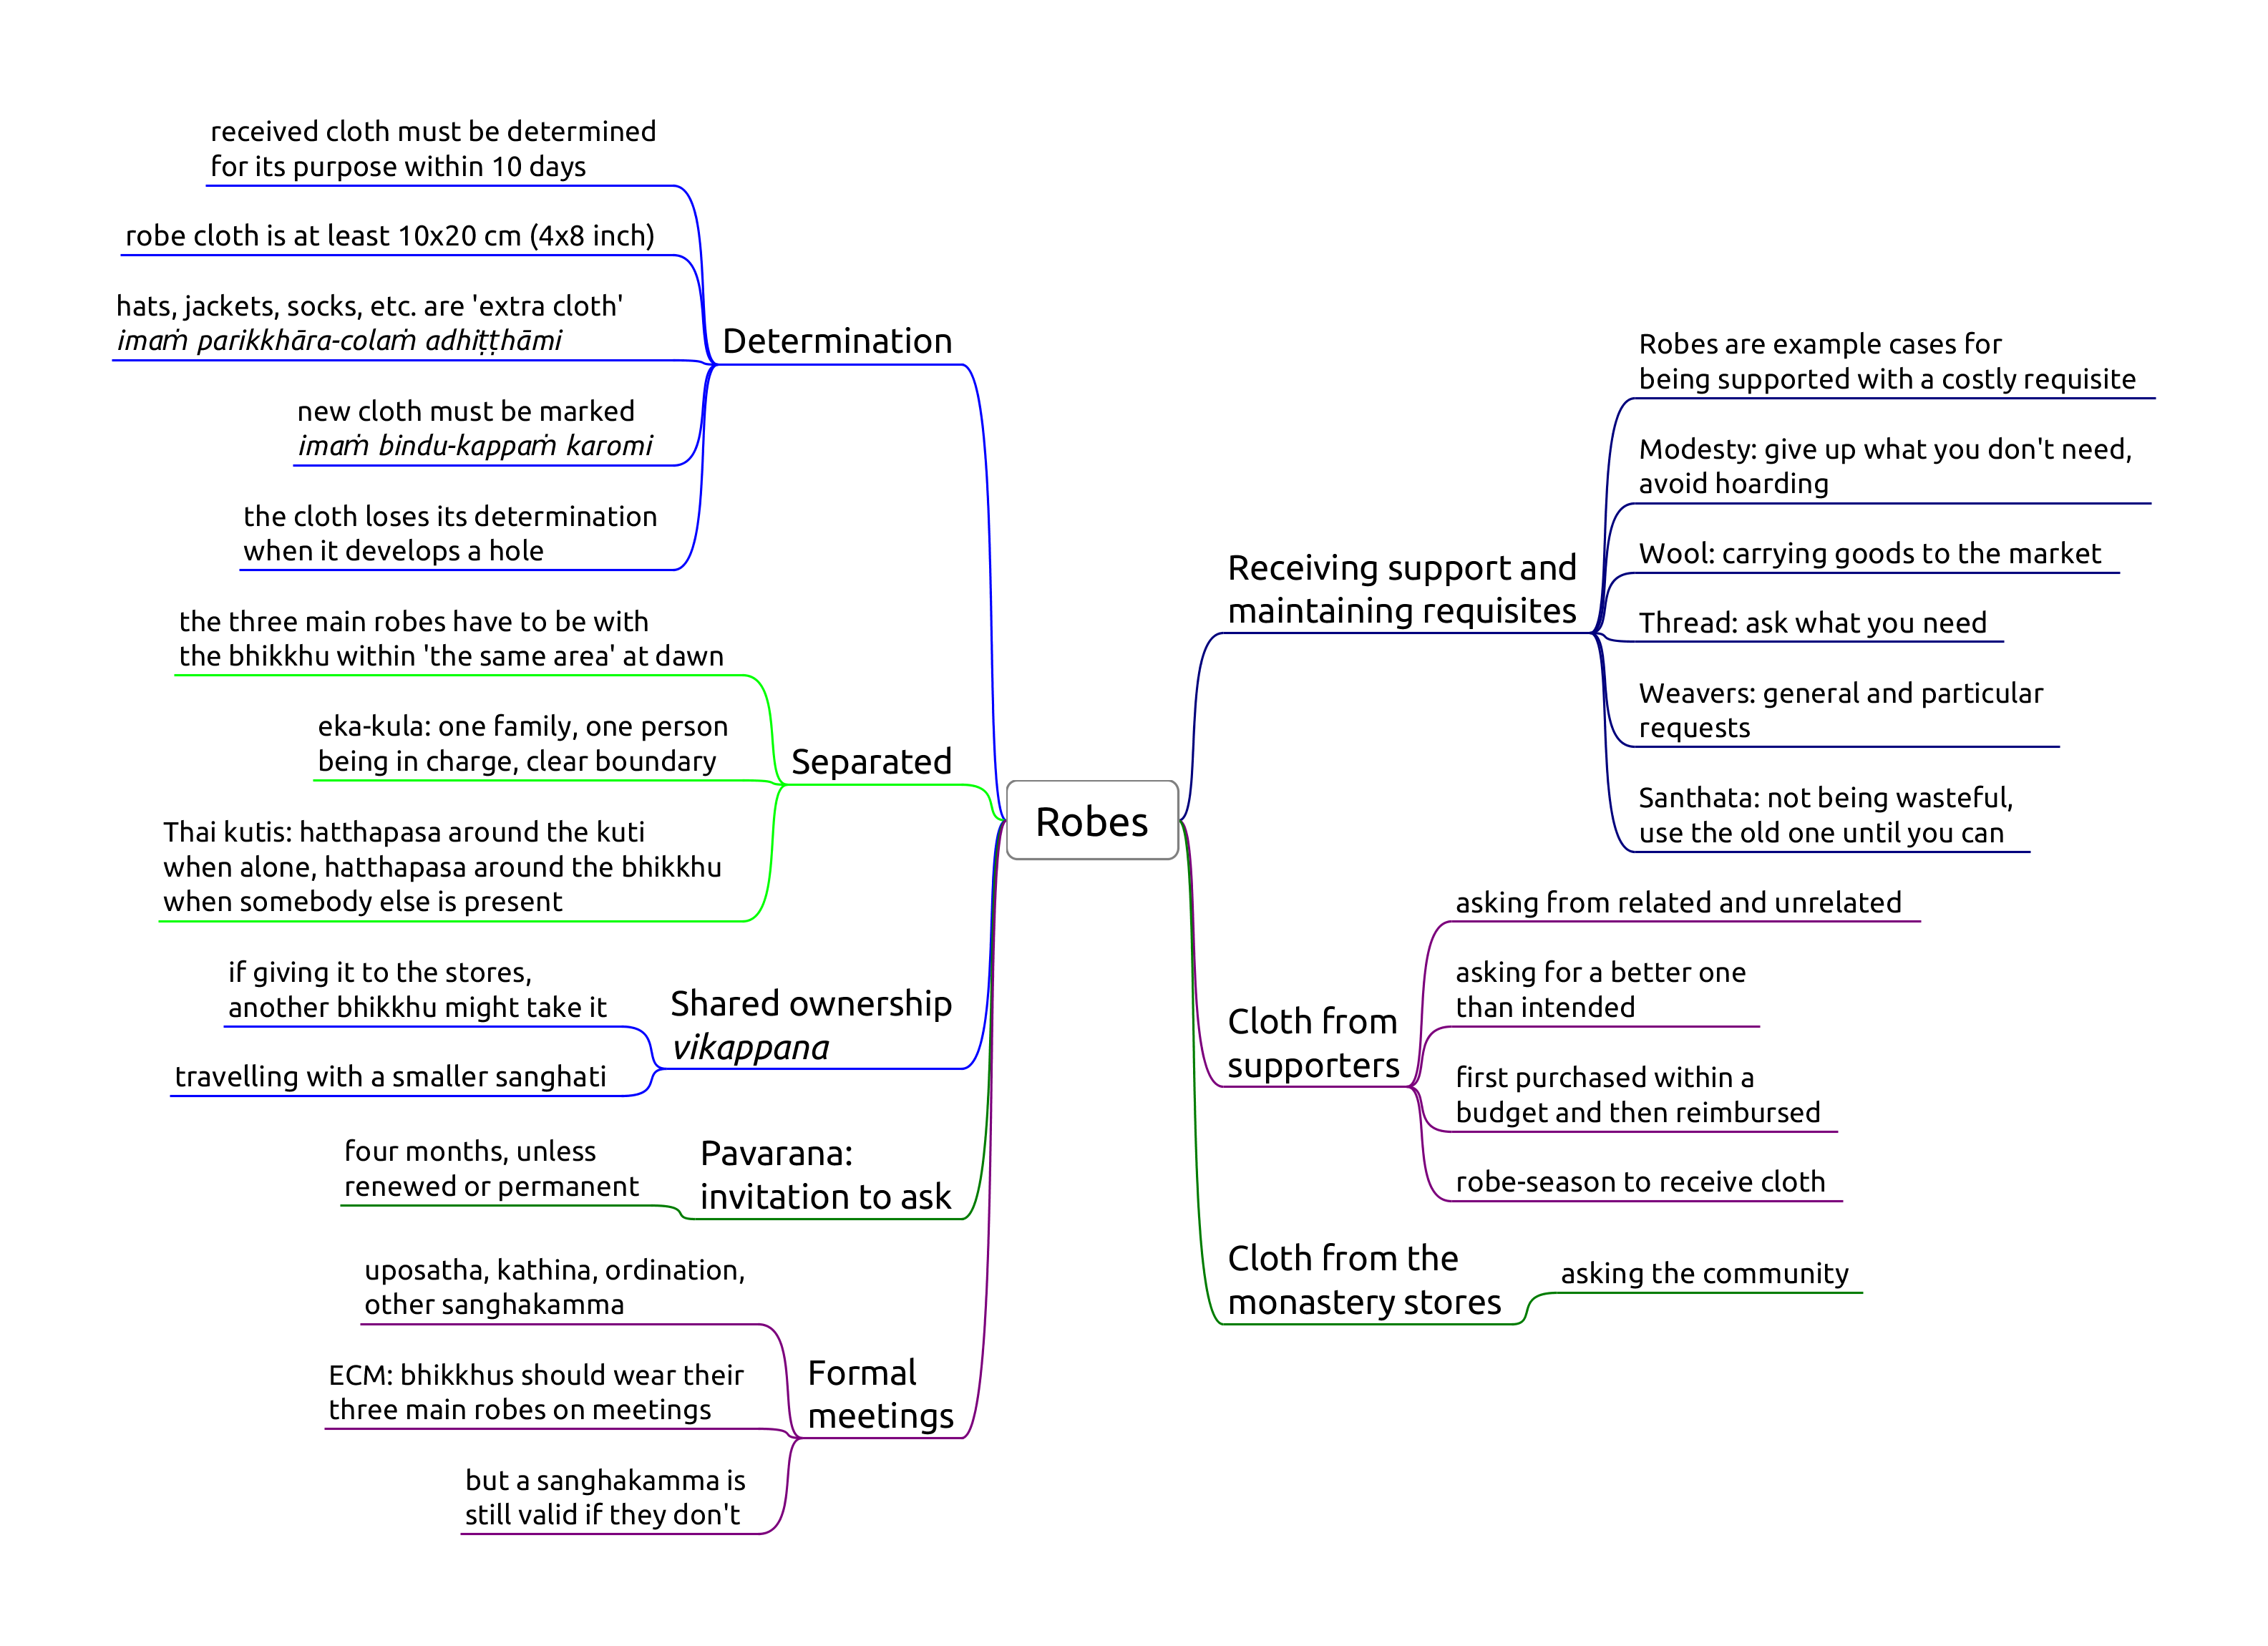 Robes
Determination
received cloth must be determined
for its purpose within 10 days
robe cloth is at least 10x20 cm (4x8 inch)
hats, jackets, socks, etc. are 'extra cloth'
imaṁ parikkhāra-colaṁ adhiṭṭhāmi
new cloth must be marked
imaṁ bindu-kappaṁ karomi
the cloth loses its determination
when it develops a hole
Separated
the three main robes have to be with
the bhikkhu within 'the same area' at dawn
eka-kula: one family, one person
being in charge, clear boundary
Thai kutis: hatthapasa around the kuti
when alone, hatthapasa around the bhikkhu
when somebody else is present
Shared ownership
vikappana
if giving it to the stores,
another bhikkhu might take it
travelling with a smaller sanghati
Pavarana:
invitation to ask
four months, unless
renewed or permanent
Formal
meetings
uposatha, kathina, ordination,
other sanghakamma
ECM: bhikkhus should wear their
three main robes on meetings
but a sanghakamma is
still valid if they don't
Receiving support and
maintaining requisites
Robes are example cases for
being supported with a costly requisite
Modesty: give up what you don't need,
avoid hoarding
Wool: carrying goods to the market
Thread: ask what you need
Weavers: general and particular
requests
Santhata: not being wasteful,
use the old one until you can
Cloth from
supporters
asking from related and unrelated
asking for a better one
than intended
first purchased within a
budget and then reimbursed
robe-season to receive cloth
Cloth from the
monastery stores
asking the community